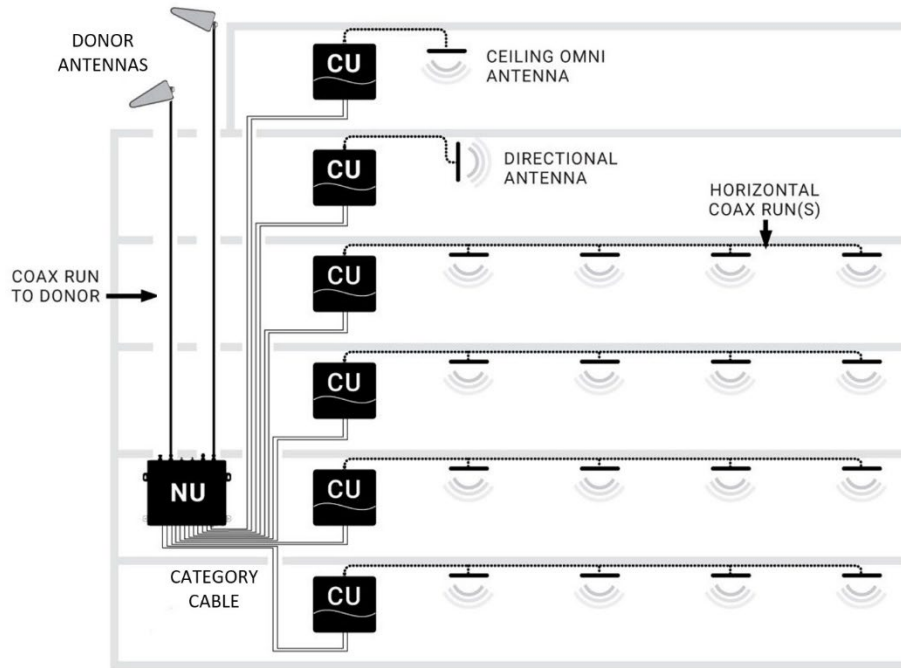 DONOR
ANTENNAS
CU
CEILING OMNI
ANTENNA
CU
DIRECTIONAL
ANTENNA
HORIZONTAL
COAX RUN(S)
COAX RUN
TO DONOR
CU
CU
NU
CU
CATEGORY
CABLE
CU